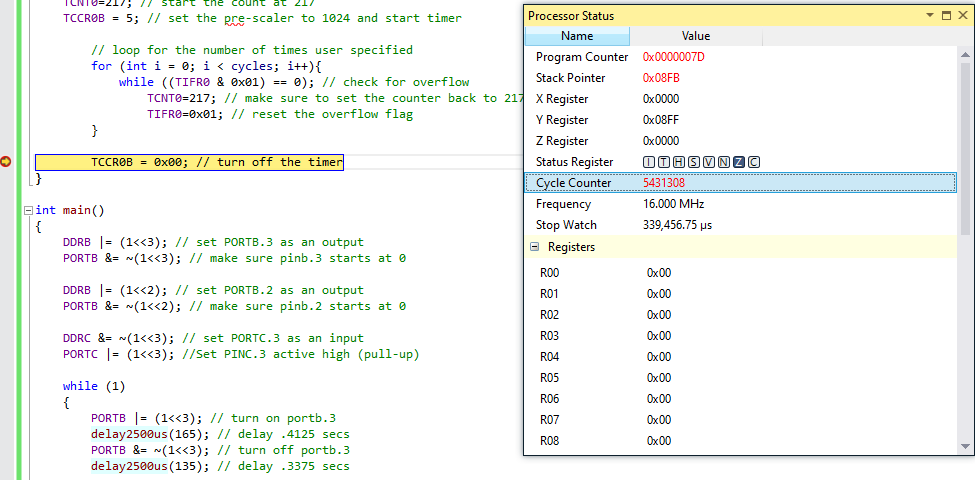 TCNT0=217; // start the count at 217
TCCR0B = 5; // set the pre-scaler to 1024 and start timer
// loop for the number of times user specified
for (int i = 0; i < cycles; i++){
while ((TIFR0 & 0x01) == 0); // check for overflow
TCNT0=217; // make sure to set the counter back to 217
TIFR0=0x01; // reset the overflow flag
}
TCCR0B = 0x00; // turn off the timer
}
int main()
{
DDRB |= (1<<3); // set PORTB.3 as an output
PORTB &= ~(1<<3); // make sure pinb.3 starts at 0
DDRB |= (1<<2); // set PORTB.2 as an output
PORTB &= ~(1<<2); // make sure pinb.2 starts at 0
DDRC &= ~(1<<3); // set PORTC.3 as an input
PORTC |= (1<<3); //Set PINC.3 active high (pull-up)
while (1)
{
PORTB |= (1<<3); // turn on portb.3
delay2500us(165); // delay .4125 secs
PORTB &= ~(1<<3); // turn off portb.3
delay2500us(135); // delay .3375 secs
Processor Status
Name Value
Program Counter 0x0000007D
Stack Pointer 0x08FB
X Register 0x0000
Y Register 0x08FF
Z Register 0x0000
Status Register I T H S V N Z C
Cycle Counter 5431308
Frequency 16.000 MHz
Stop Watch 339,456.75 µs
Registers
R00 0x00
R01 0x00
R02 0x00
R03 0x00
R04 0x00
R05 0x00
R06 0x00
R07 0x00
R08 0x00